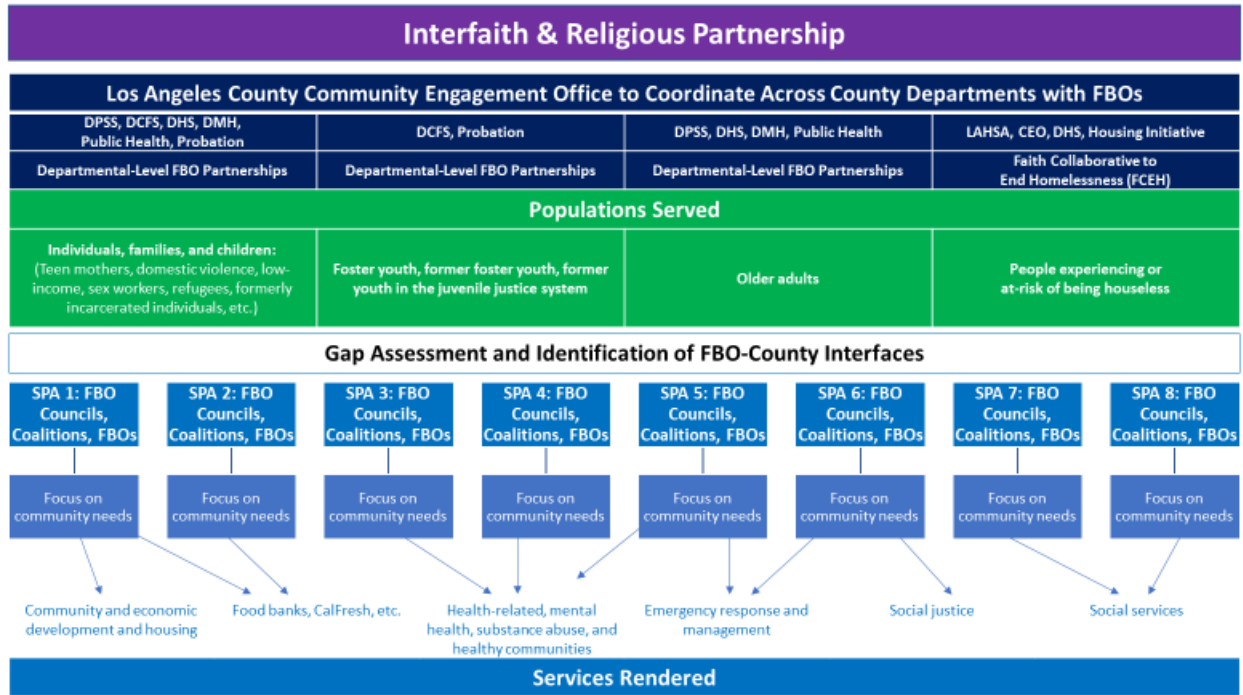 Interfaith & Religious Partnership
Los Angeles County Community Engagement Office to Coordinate Across County Departments with FBOs
DPSS, DCFS, DHS, DMH,
Public Health, Probation
DCFS, Probation
DPSS, DHS, DMH, Public Health
LAHSA, CEO, DHS, Housing Initiative
Departmental-Level FBO Partnerships
Departmental-Level FBO Partnerships
Departmental-Level FBO Partnerships
Faith Collaborative to
End Homelessness (FCEH)
Populations Served
Individuals, families, and children:
(Teen mothers, domestic violence, low-
income, sex workers, refugees, formerly
incarcerated individuals, etc.)
Foster youth, former foster youth, former
youth in the juvenile justice system
Older adults
People experiencing or
at-risk of being houseless
Gap Assessment and Identification of FBO-County Interfaces
SPA 1: FBO
Councils,
Coalitions, FBOs
SPA 2: FBO
Councils,
Coalitions, FBOs
SPA 3: FBO
Councils,
Coalitions, FBOs
SPA 4: FBO
Councils,
Coalitions, FBOs
SPA 5: FBO
Councils,
Coalitions, FBOs
SPA 6: FBO
Councils,
Coalitions, FBOs
SPA 7: FBO
Councils,
Coalitions, FBOs
SPA 8: FBO
Councils,
Coalitions, FBOs
Focus on
community needs
Focus on
community needs
Focus on
community needs
Focus on
community needs
Focus on
community needs
Focus on
community needs
Focus on
community needs
Focus on
community needs
Community and economic
development and housing
Food banks, CalFresh, etc.
Health-related, mental
health, substance abuse, and
healthy communities
Emergency response and
management
Social justice
Social services
Services Rendered